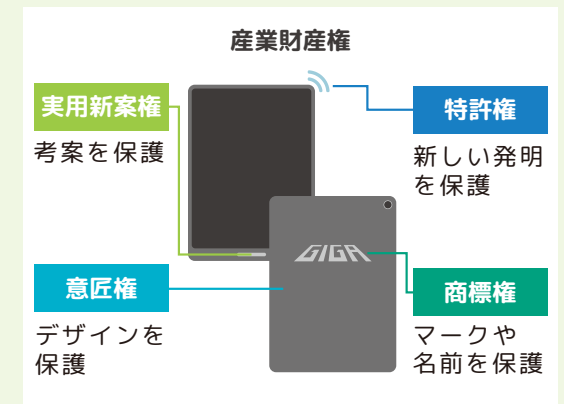 産業財産権
実用新案権
考案を保護
特許権
新しい発明
を保護
GIGA
意匠権
デザインを
保護
商標権
マークや
名前を保護